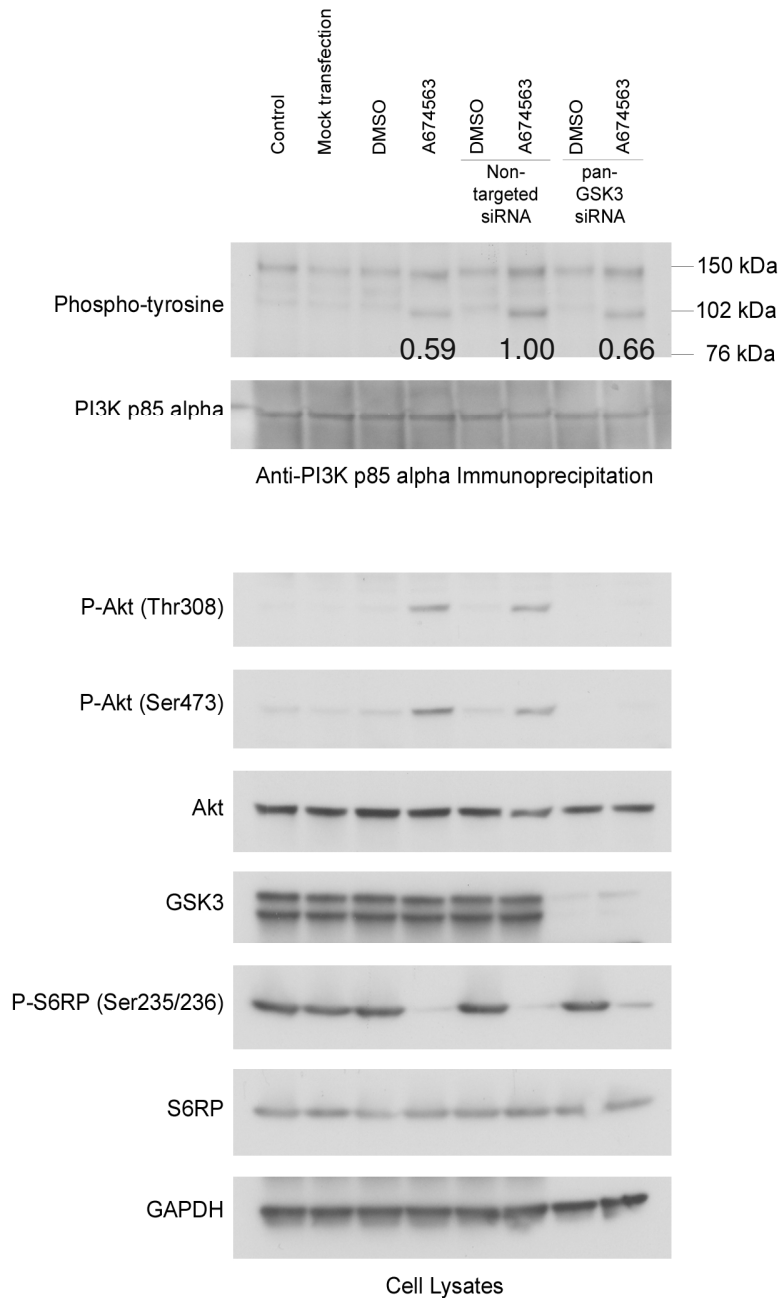 Control
Mock transfection
DMSO
A674563
DMSO
A674563
DMSO
A674563
Non-
targeted
siRNA
pan-
GSK3
siRNA
Phospho-tyrosine
150 kDa
102 kDa
76 kDa
0.59
1.00
0.66
PI3K p85 alpha
Anti-PI3K p85 alpha Immunoprecipitation
P-Akt (Thr308)
P-Akt (Ser473)
Akt
GSK3
P-S6RP (Ser235/236)
S6RP
GAPDH
Cell Lysates